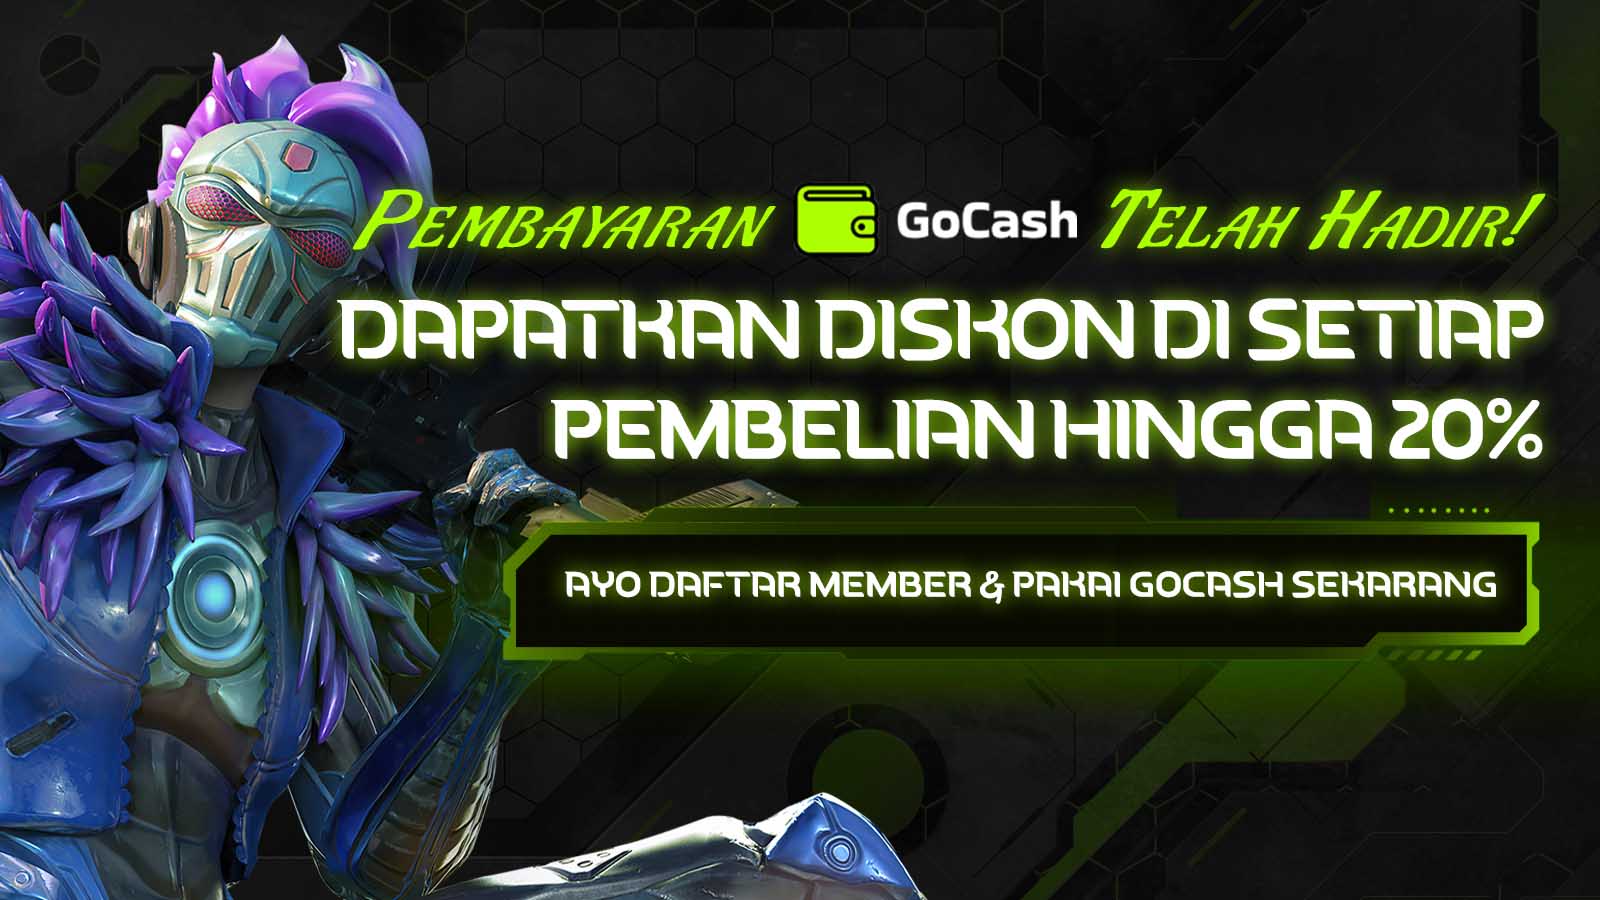 PEMBAYARAN GoCash TELAH HADIR!
DAPATKAN DISKON DI SETIAP
PEMBELIAN HINGGA 20%
AYO DAFTAR MEMBER & PAKAI GOCASH SEKARANG